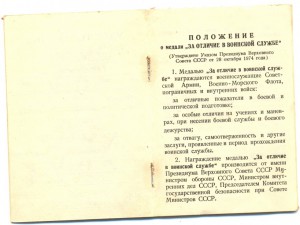 ПОЛОЖЕНИЕ
о медали „ЗА ОТЛИЧИЕ В ВОИНСКОЙ СЛУЖБЕ“
(Утверждено Указом Президиума Верховного
Совета СССР от 28 октября 1974 года)
1. Медалью „За отличие в воинской служ-
бе“ награждаются военнослужащие Совет-
ской Армии, Военно-Морского Флота,
пограничных и внутренних войск:
за отличные показатели в боевой и
политической подготовке;
за особые отличия на учениях и манев-
рах, при несении боевой службы и боевого
дежурства;
за отвагу, самоотверженность и другие
заслуги, проявленные в период прохождения
воинской службы.
2. Награждение медалью „За отличие
в воинской службе“ производится от имени
Президиума Верховного Совета СССР Ми-
нистром обороны СССР, Министром внут-
ренних дел СССР, Председателем Комитета
государственной безопасности при Совете
Министров СССР.